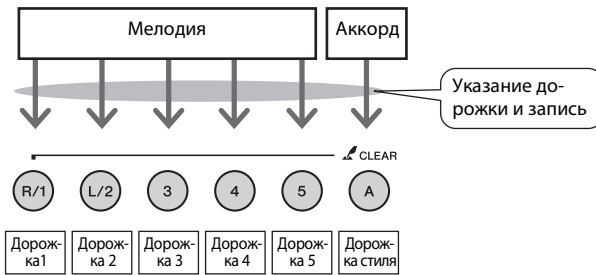 Мелодия
Аккорд
Указание до-
рожки и запись
CLEAR
R/1 L/2 3 4 5 A
Дорож-
ка1
Дорож-
ка 2
Дорож-
ка 3
Дорож-
ка 4
Дорож-
ка 5
Дорож-
ка стиля